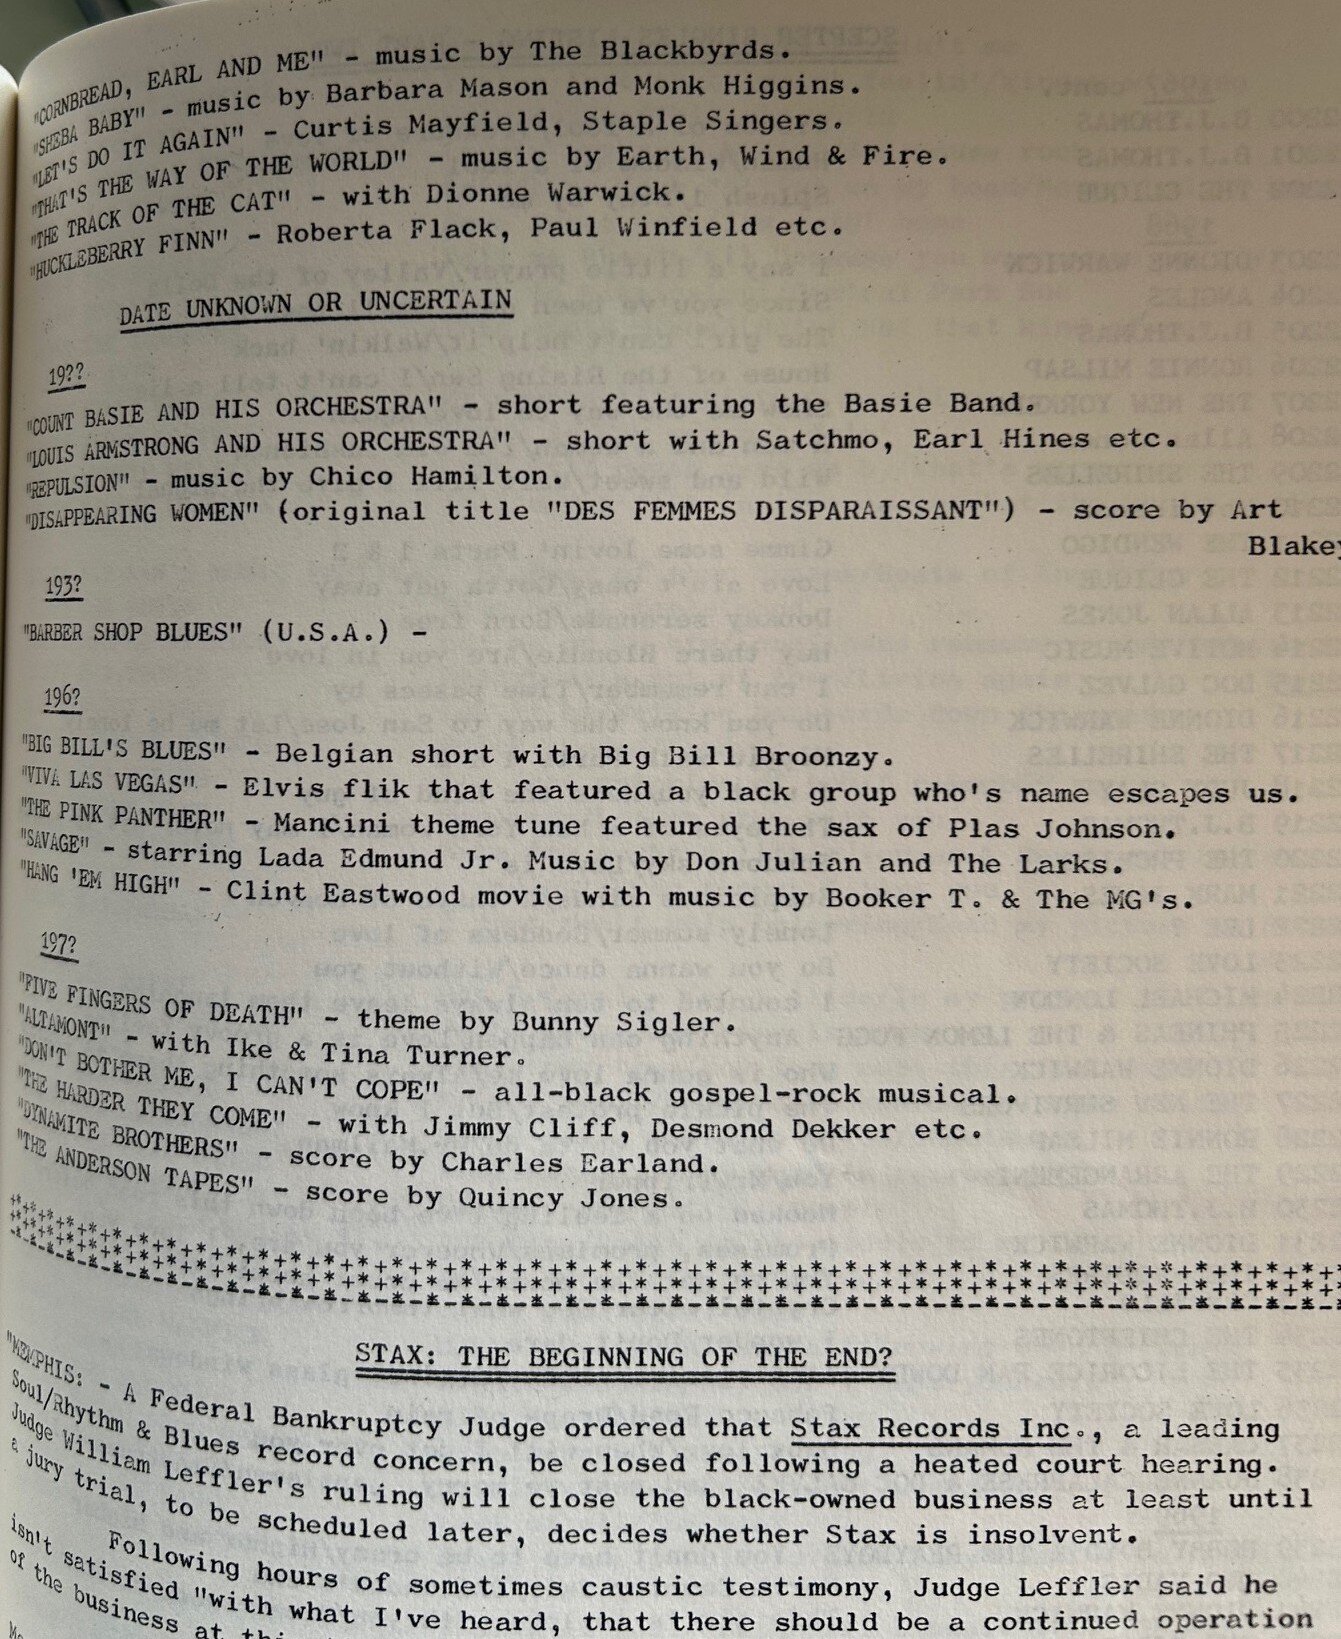 "CORNBREAD, EARL AND ME" - music by The Blackbyrds.
"SHEBA BABY" - music by Barbara Mason and Monk Higgins.
"LET'S DO IT AGAIN" - Curtis Mayfield, Staple Singers.
"THAT'S THE WAY OF THE WORLD" - music by Earth, Wind & Fire.
"THE TRACK OF THE CAT" - with Dionne Warwick.
"HUCKLEBERRY FINN" - Roberta Flack, Paul Winfield etc.
DATE UNKNOWN OR UNCERTAIN
19??
"COUNT BASIE AND HIS ORCHESTRA" - short featuring the Basie Band.
"LOUIS ARMSTRONG AND HIS ORCHESTRA" - short with Satchmo, Earl Hines etc.
"REPULSION" - music by Chico Hamilton.
"DISAPPEARING WOMEN" (original title "DES FEMMES DISPARAISSANT") - score by Art
Blakey
193?
"BARBER SHOP BLUES" (U.S.A.) -
196?
"BIG BILL'S BLUES" - Belgian short with Big Bill Broonzy.
"VIVA LAS VEGAS" - Elvis flik that featured a black group who's name escapes us.
"THE PINK PANTHER" - Mancini theme tune featured the sax of Plas Johnson.
"SAVAGE" - starring Lada Edmund Jr. Music by Don Julian and The Larks.
"HANG 'EM HIGH" - Clint Eastwood movie with music by Booker T. & The MG's.
197?
"FIVE FINGERS OF DEATH" - theme by Bunny Sigler.
"ALTAMONT" - with Ike & Tina Turner.
"DON'T BOTHER ME, I CAN'T COPE" - all-black gospel-rock musical.
"THE HARDER THEY COME" - with Jimmy Cliff, Desmond Dekker etc.
"DYNAMITE BROTHERS" - score by Charles Earland.
"THE ANDERSON TAPES" - score by Quincy Jones.
STAX: THE BEGINNING OF THE END?
"MEMPHIS: - A Federal Bankruptcy Judge ordered that Stax Records Inc., a leading
Soul/Rhythm & Blues record concern, be closed following a heated court hearing.
Judge William Leffler's ruling will close the black-owned business at least until
a jury trial, to be scheduled later, decides whether Stax is insolvent.
Following hours of sometimes caustic testimony, Judge Leffler said he
isn't satisfied "with what I've heard, that there should be a continued operation
of the business at